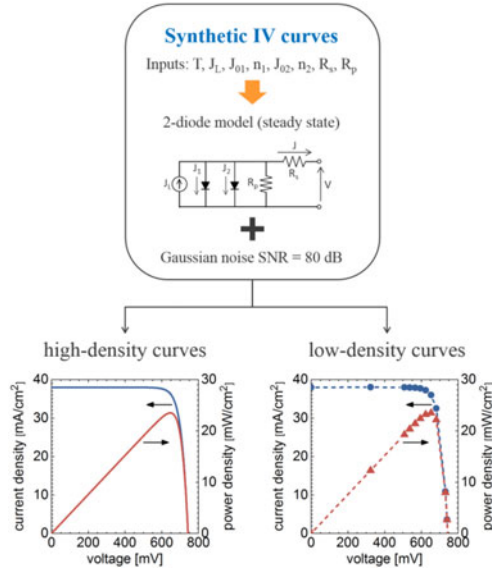 Synthetic IV curves
Inputs: T, J_L, J_01, n_1, J_02, n_2, R_s, R_p
2-diode model (steady state)
J
J_1
J_2
J_L
R_p
R_s
V
+
Gaussian noise SNR = 80 dB
high-density curves
low-density curves
40
30
20
10
0
30
20
10
0
0 200 400 600 800
current density [mA/cm²]
power density [mW/cm²]
voltage [mV]
40
30
20
10
0
30
20
10
0
0 200 400 600 800
current density [mA/cm²]
power density [mW/cm²]
voltage [mV]